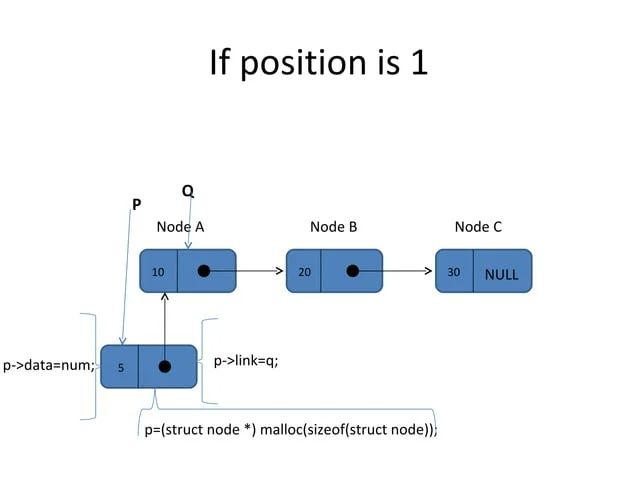 If position is 1
Q
P
Node A
Node B
Node C
10
20
30
NULL
p->data=num;
5
p->link=q;
p=(struct node *) malloc(sizeof(struct node));